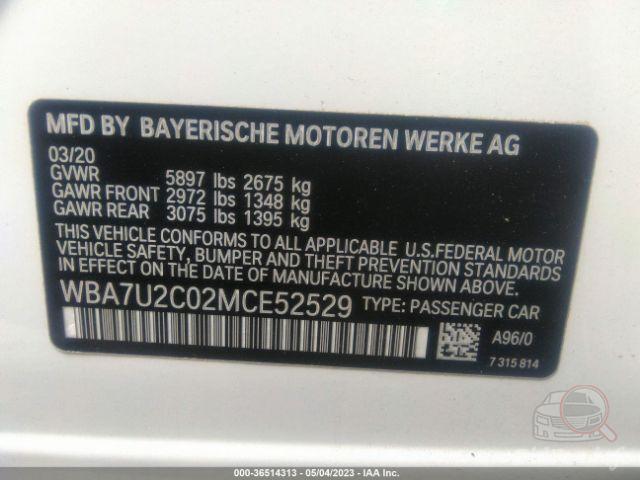 MFD BY BAYERISCHE MOTOREN WERKE AG
03/20
GVWR 5897 lbs 2675 kg
GAWR FRONT 2972 lbs 1348 kg
GAWR REAR 3075 lbs 1395 kg
THIS VEHICLE CONFORMS TO ALL APPLICABLE U.S.FEDERAL MOTOR
VEHICLE SAFETY, BUMPER AND THEFT PREVENTION STANDARDS
IN EFFECT ON THE DATE OF MANUFACTURE SHOWN ABOVE.
WBA7U2C02MCE52529 TYPE: PASSENGER CAR
A96/0
7 315 814
000-36514313 - 05/04/2023 - IAA Inc.